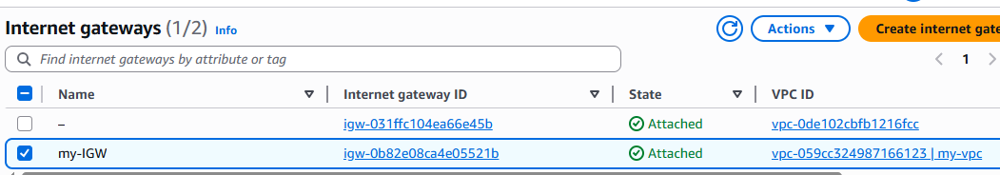 Internet gateways (1/2) Info Actions Create internet gate
Find internet gateways by attribute or tag 1
Name Internet gateway ID State VPC ID
– igw-031ffc104ea66e45b Attached vpc-0de102cbfb1216fcc
my-IGW igw-0b82e08ca4e05521b Attached vpc-059cc324987166123 | my-vpc